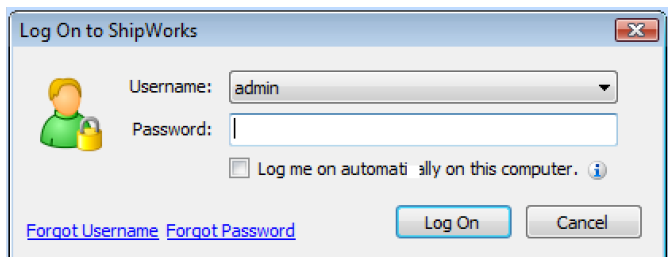 Log On to ShipWorks
Username: admin
Password:
Log me on automati ally on this computer.
Forgot Username Forgot Password Log On Cancel